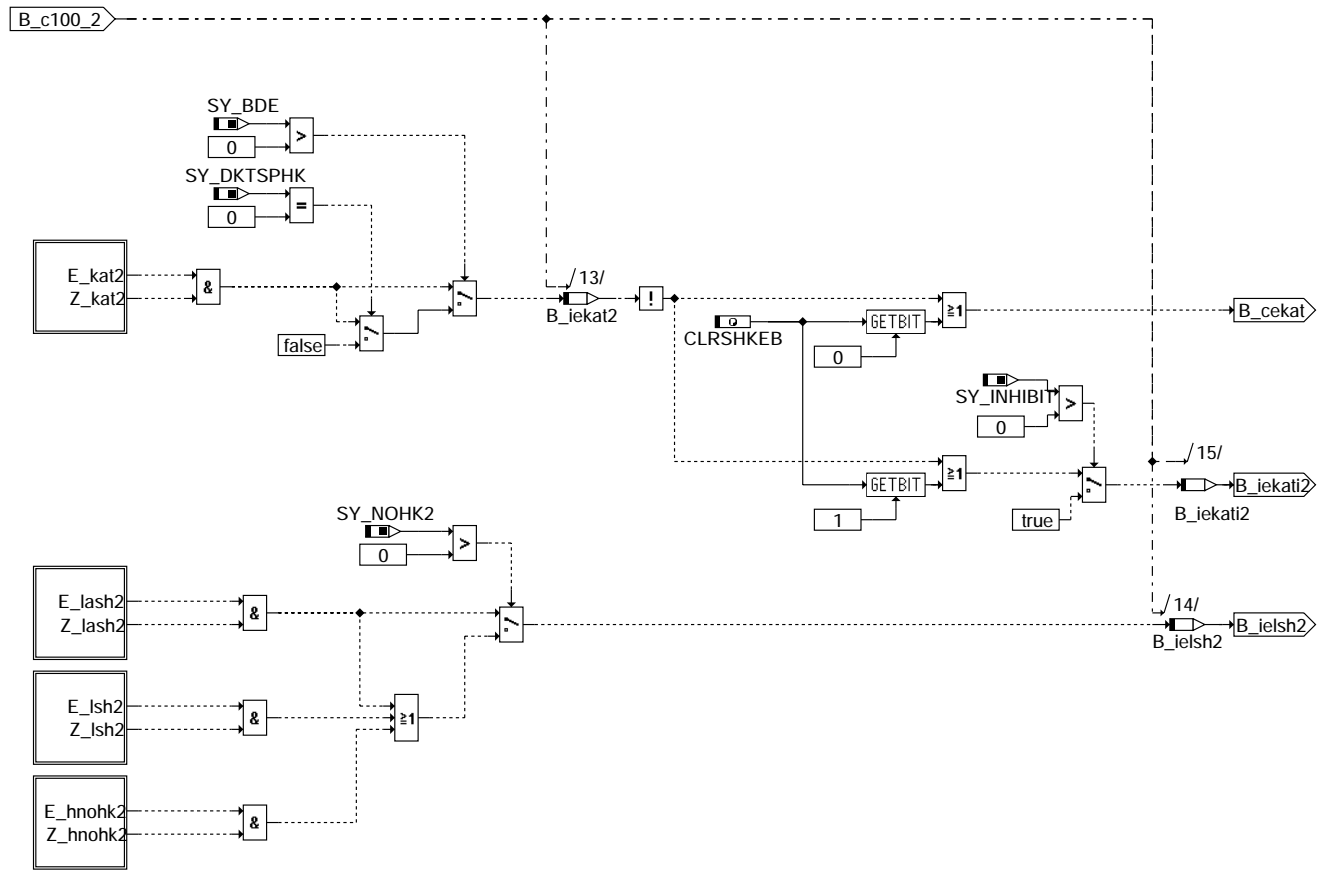 B_c100_2
SY_BDE
>
0
SY_DKTSPHK
=
0
E_kat2
Z_kat2
&
false
/13/
B_iekat2
!
CLRSHKEB
GETBIT
0
≥1
B_cekat
SY_INHIBIT
>
0
GETBIT
1
≥1
true
/15/
B_iekati2
B_iekati2
SY_NOHK2
>
0
E_lash2
Z_lash2
&
/14/
B_ielsh2
B_ielsh2
E_lsh2
Z_lsh2
&
≥1
E_hnohk2
Z_hnohk2
&